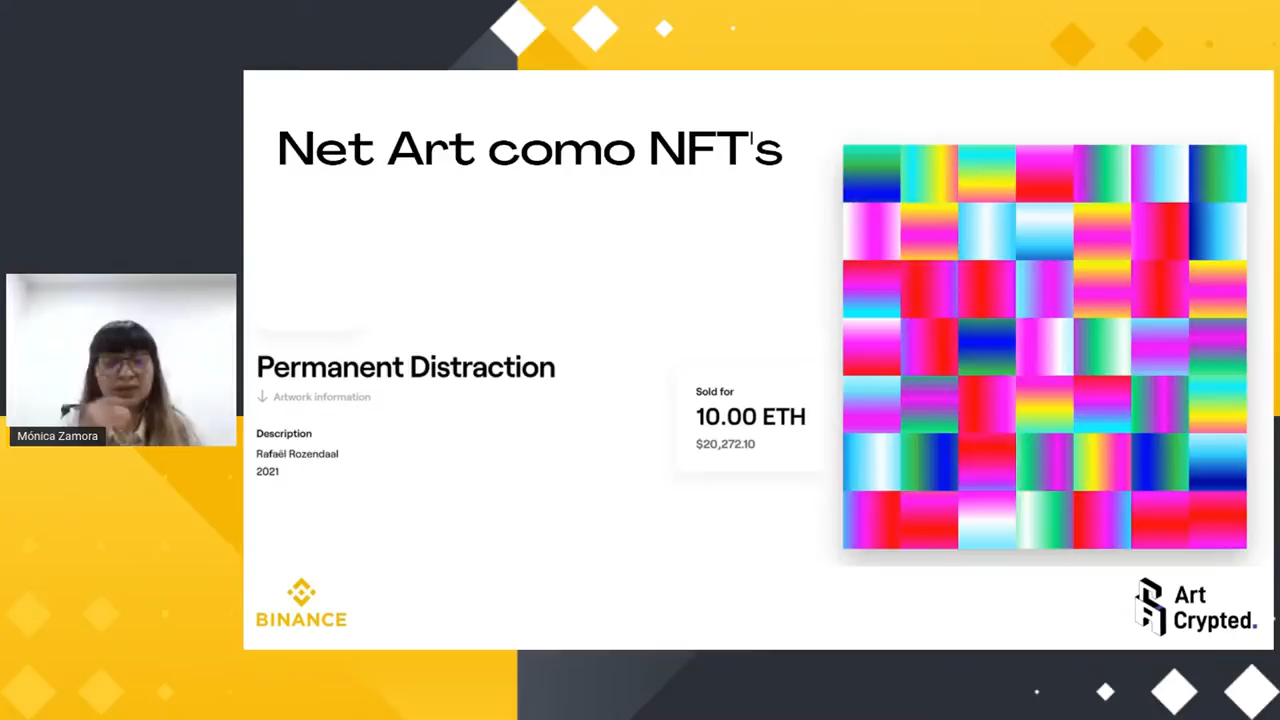 Net Art como NFT's
Permanent Distraction
Artwork information
Description
Rafaël Rozendaal
2021
Sold for
10.00 ETH
$20,272.10
Mónica Zamora
BINANCE
Art
Crypted.